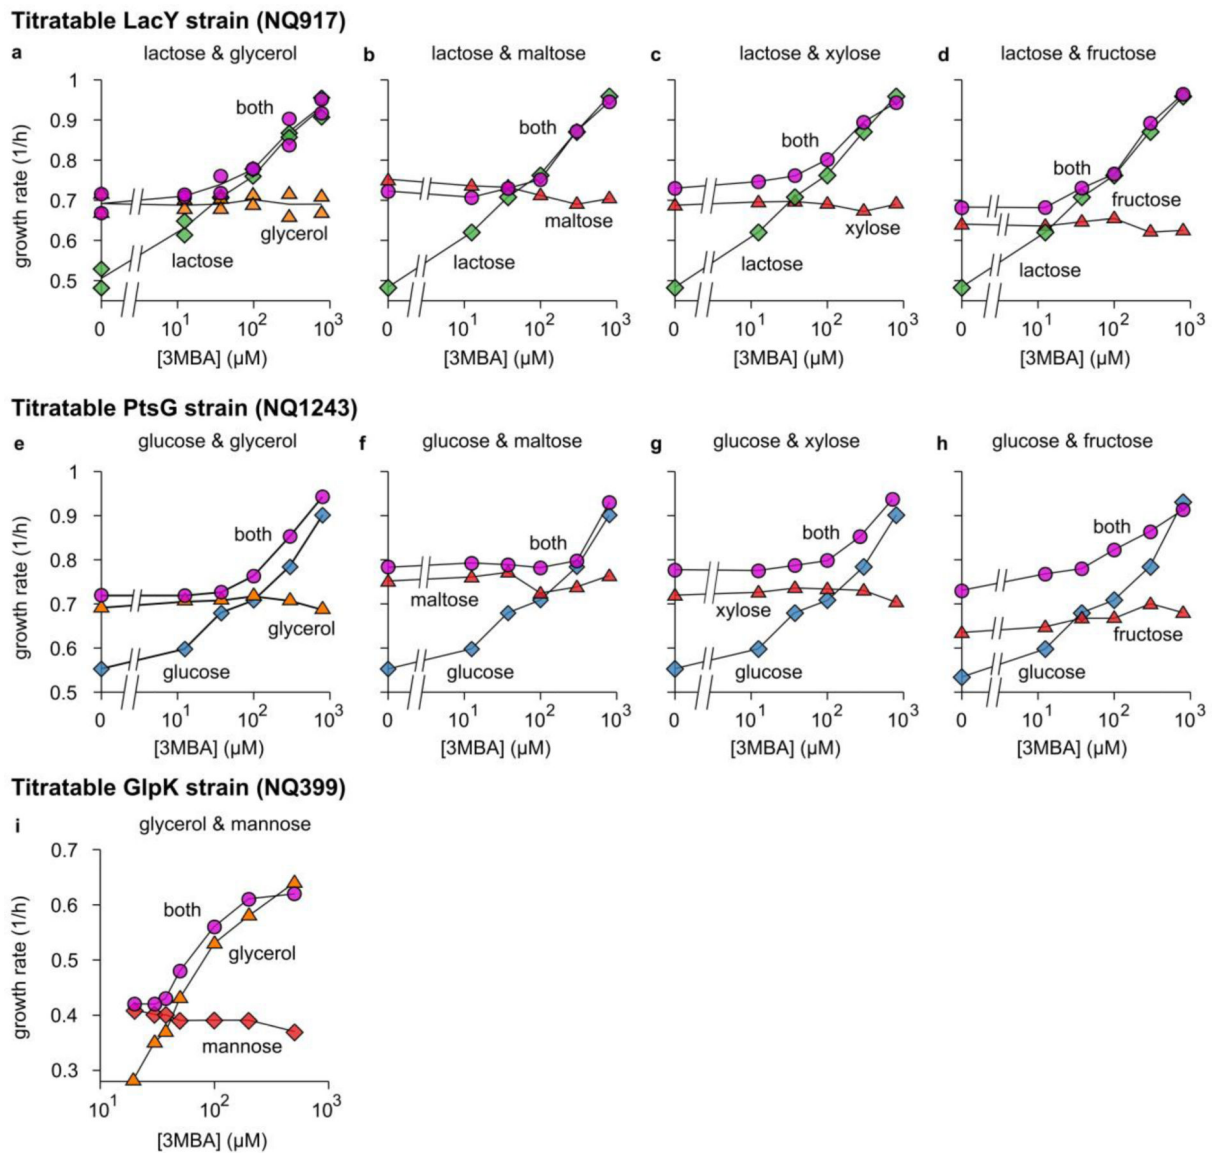 Titratable LacY strain (NQ917)
a lactose & glycerol b lactose & maltose c lactose & xylose d lactose & fructose
growth rate (1/h)
1
0.9
0.8
0.7
0.6
0.5
both
glycerol
lactose
0 10¹ 10² 10³
[3MBA] (µM)
both
maltose
lactose
0 10¹ 10² 10³
[3MBA] (µM)
both
xylose
lactose
0 10¹ 10² 10³
[3MBA] (µM)
both
fructose
lactose
0 10¹ 10² 10³
[3MBA] (µM)
Titratable PtsG strain (NQ1243)
e glucose & glycerol f glucose & maltose g glucose & xylose h glucose & fructose
growth rate (1/h)
1
0.9
0.8
0.7
0.6
0.5
both
glycerol
glucose
0 10¹ 10² 10³
[3MBA] (µM)
both
maltose
glucose
0 10¹ 10² 10³
[3MBA] (µM)
both
xylose
glucose
0 10¹ 10² 10³
[3MBA] (µM)
both
fructose
glucose
0 10¹ 10² 10³
[3MBA] (µM)
Titratable GlpK strain (NQ399)
i glycerol & mannose
growth rate (1/h)
0.7
0.6
0.5
0.4
0.3
both
glycerol
mannose
10¹ 10² 10³
[3MBA] (µM)